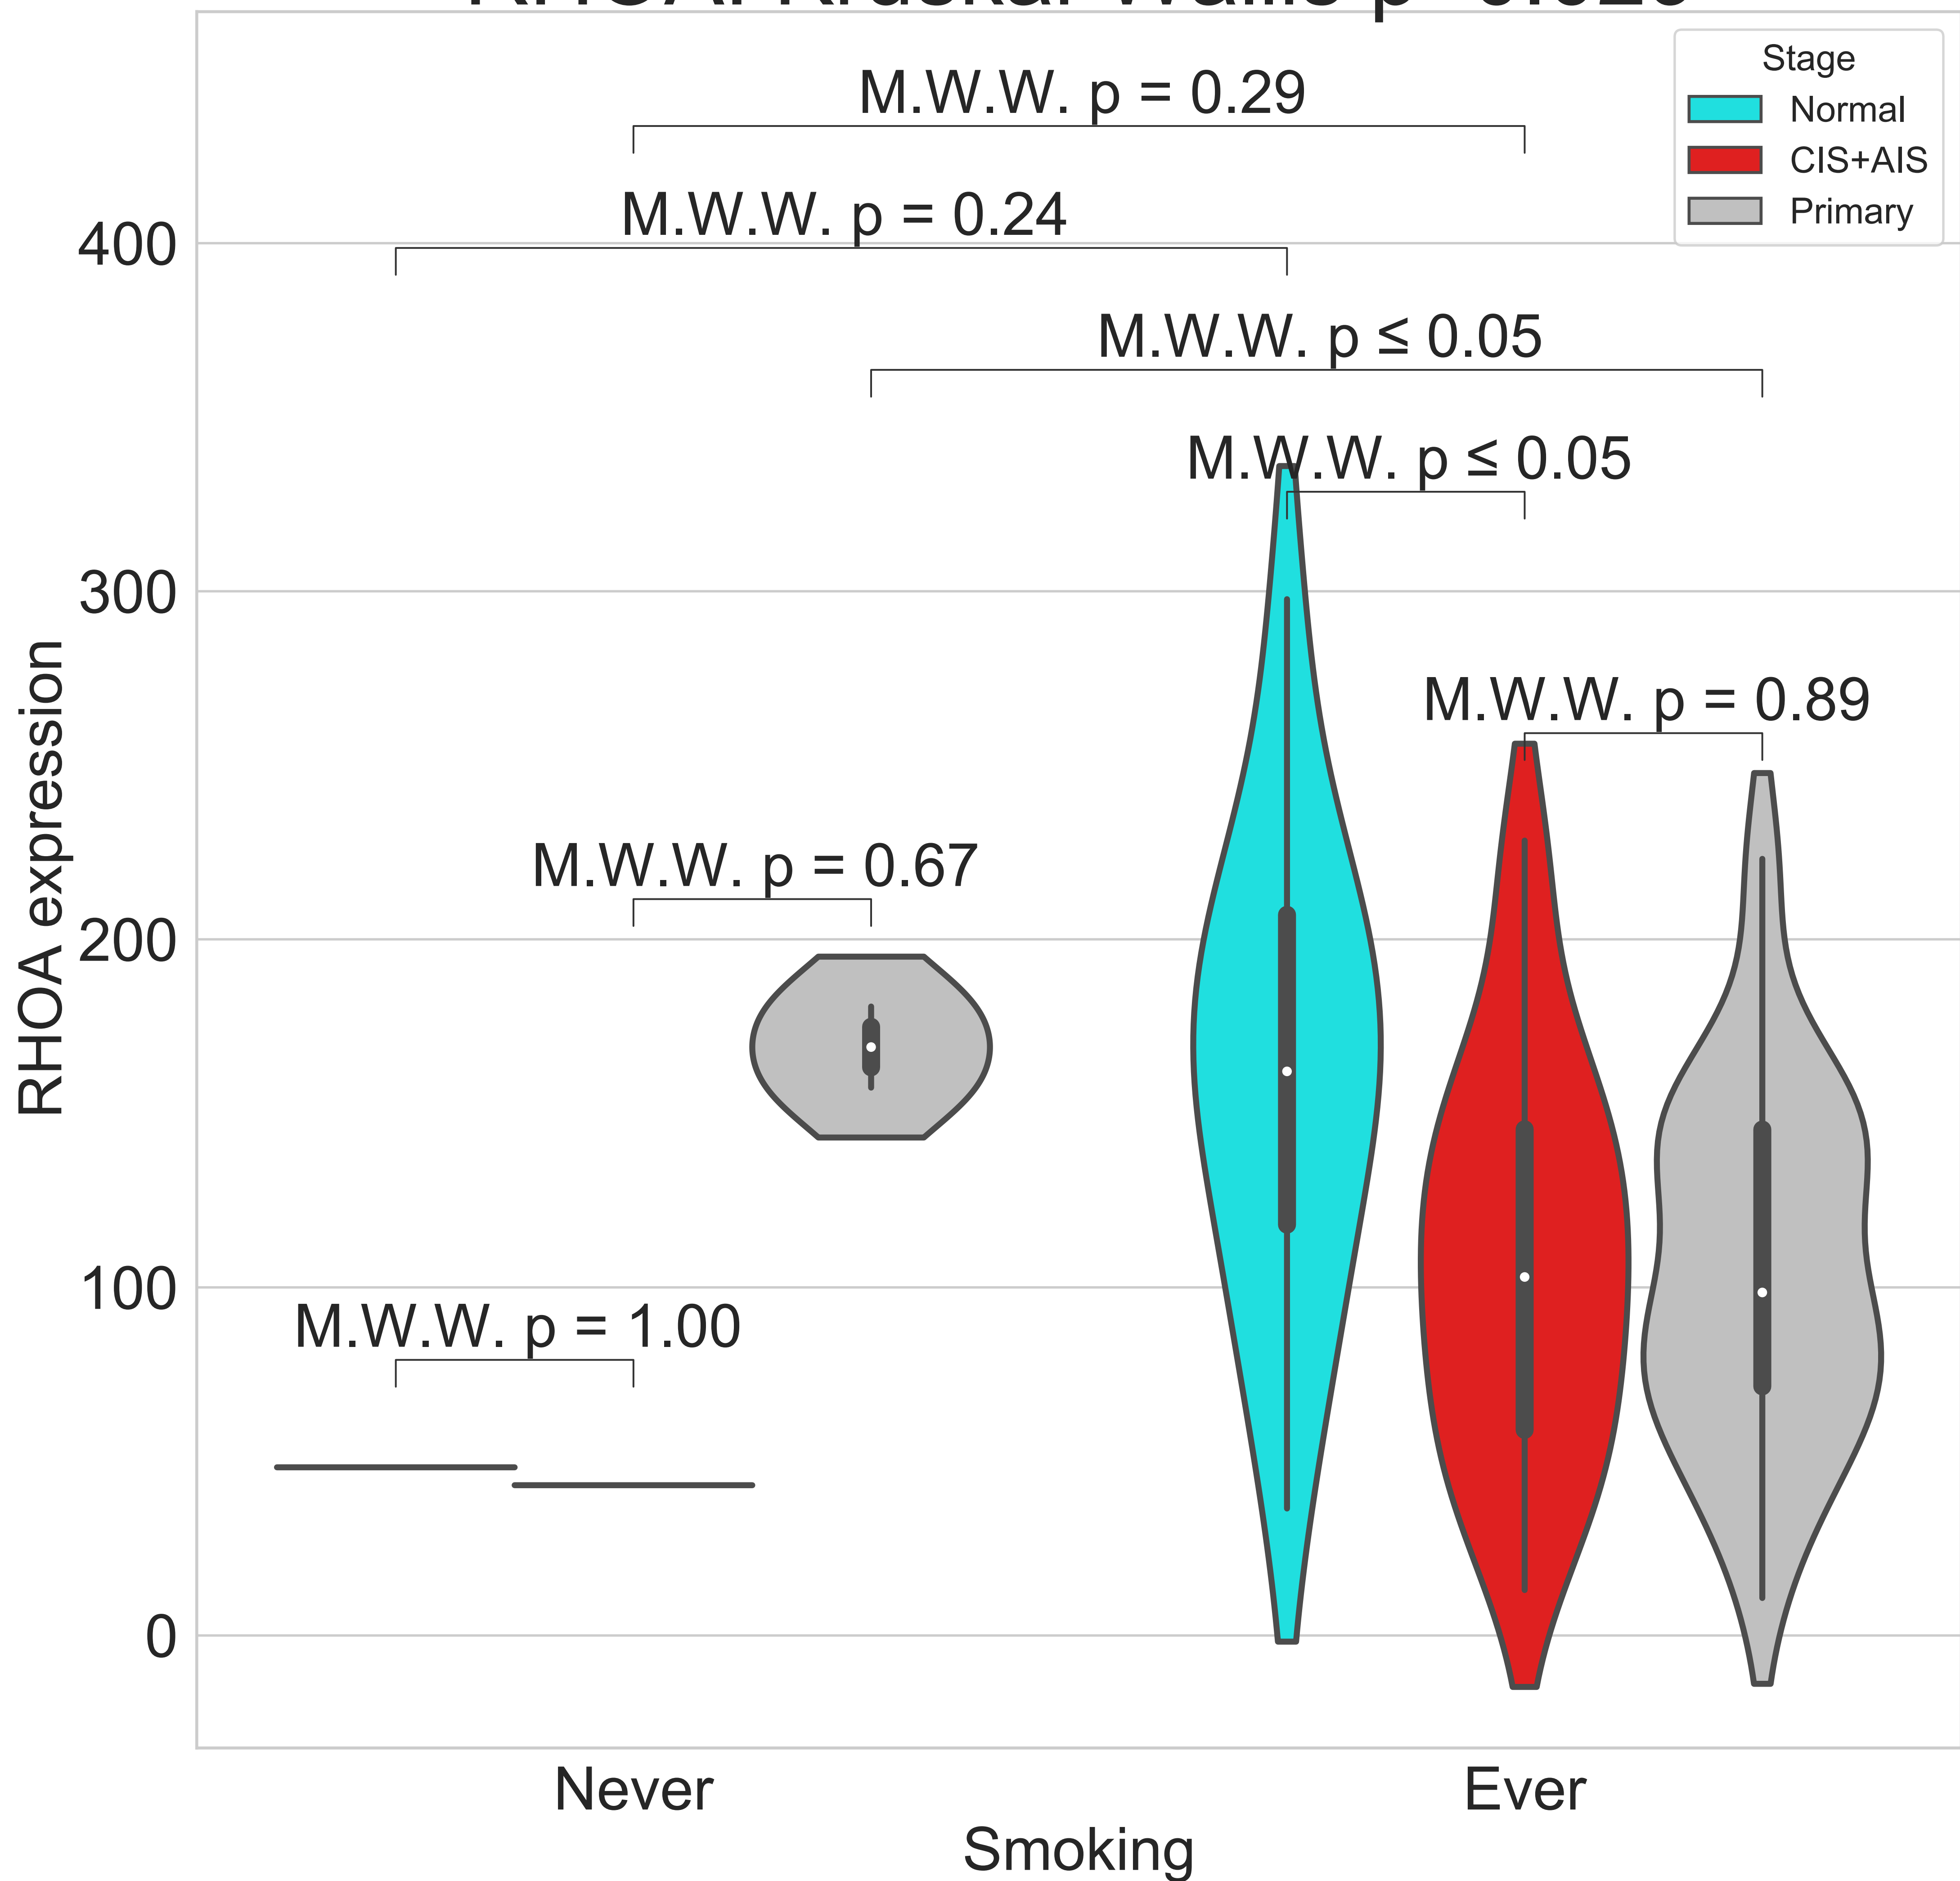 M.W.W. p = 0.29
M.W.W. p = 0.24
M.W.W. p ≤ 0.05
M.W.W. p ≤ 0.05
M.W.W. p = 0.89
M.W.W. p = 0.67
M.W.W. p = 1.00
Stage
Normal
CIS+AIS
Primary
400
300
200
100
0
RHOA expression
Never
Ever
Smoking